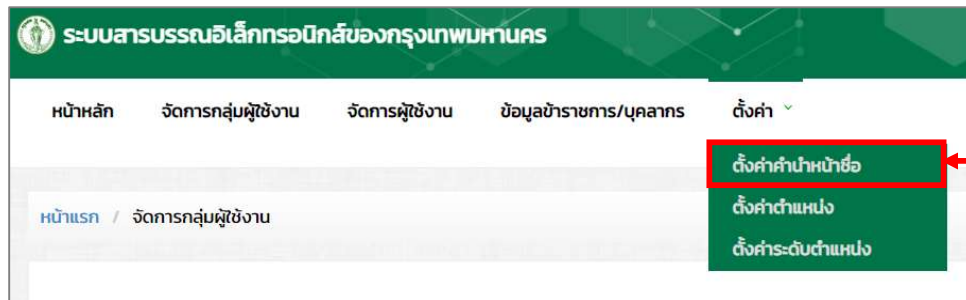 ระบบสารบรรณอิเล็กทรอนิกส์ของกรุงเทพมหานคร
หน้าหลัก จัดการกลุ่มผู้ใช้งาน จัดการผู้ใช้งาน ข้อมูลข้าราชการ/บุคลากร ตั้งค่า
ตั้งค่าคำนำหน้าชื่อ
ตั้งค่าตำแหน่ง
ตั้งค่าระดับตำแหน่ง
หน้าแรก / จัดการกลุ่มผู้ใช้งาน